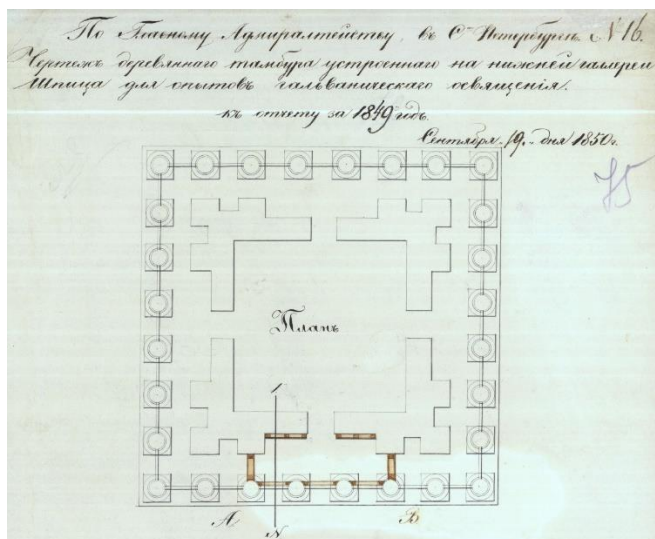 По Главному Адмиралтейству, въ С. Петербургѣ. № 16.
Чертежъ деревяннаго тамбура устроеннаго на нижней галлереи
Шпица для опытовъ гальваническаго освященія.
къ отчету за 1849 годъ.
Сентября 19. дня 1850 г.
75
Планъ
А
N
В